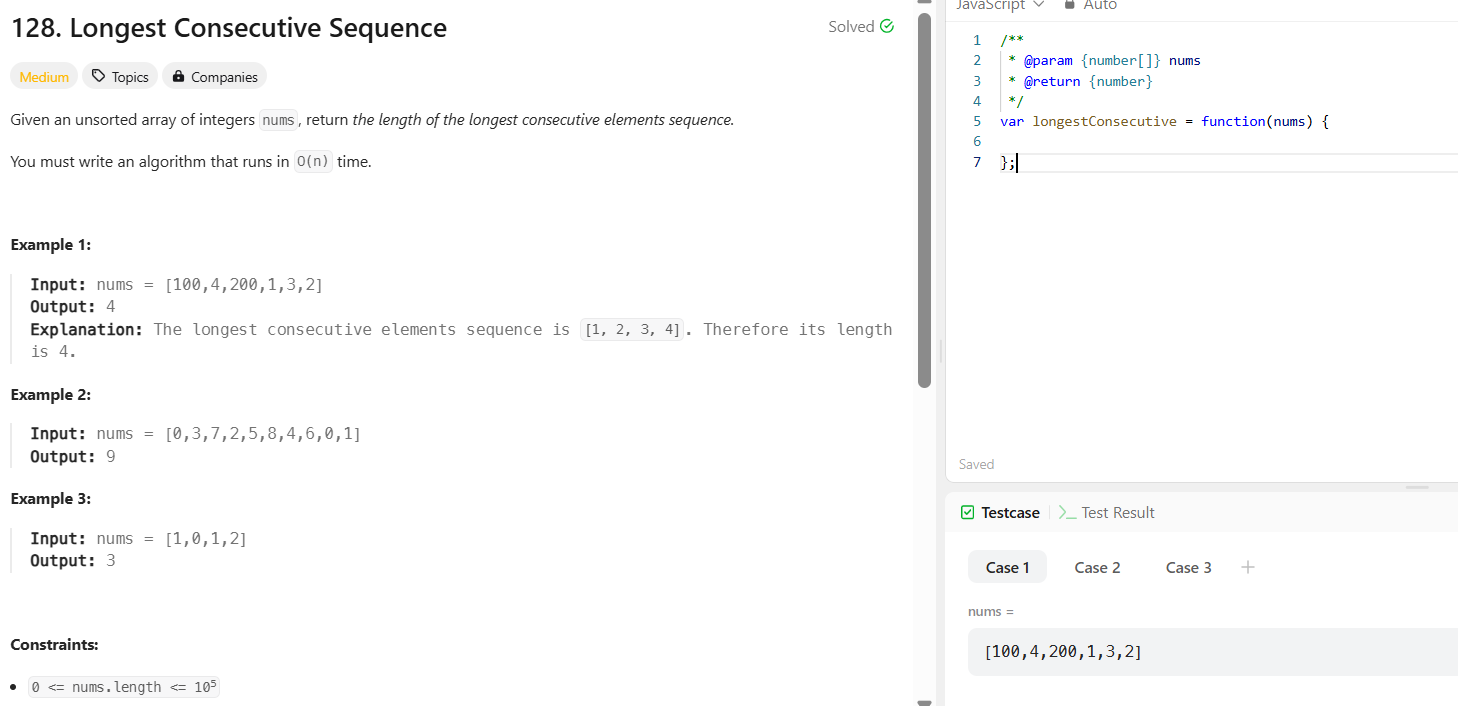 128. Longest Consecutive Sequence
Solved
Medium
Topics
Companies
Given an unsorted array of integers nums, return the length of the longest consecutive elements sequence.
You must write an algorithm that runs in O(n) time.
Example 1:
Input: nums = [100,4,200,1,3,2]
Output: 4
Explanation: The longest consecutive elements sequence is [1, 2, 3, 4]. Therefore its length
is 4.
Example 2:
Input: nums = [0,3,7,2,5,8,4,6,0,1]
Output: 9
Example 3:
Input: nums = [1,0,1,2]
Output: 3
Constraints:
• 0 <= nums.length <= 10⁵
JavaScript
Auto
1 /**
2 * @param {number[]} nums
3 * @return {number}
4 */
5 var longestConsecutive = function(nums) {
6
7 };
Saved
Testcase
>_ Test Result
Case 1
Case 2
Case 3
+
nums =
[100,4,200,1,3,2]